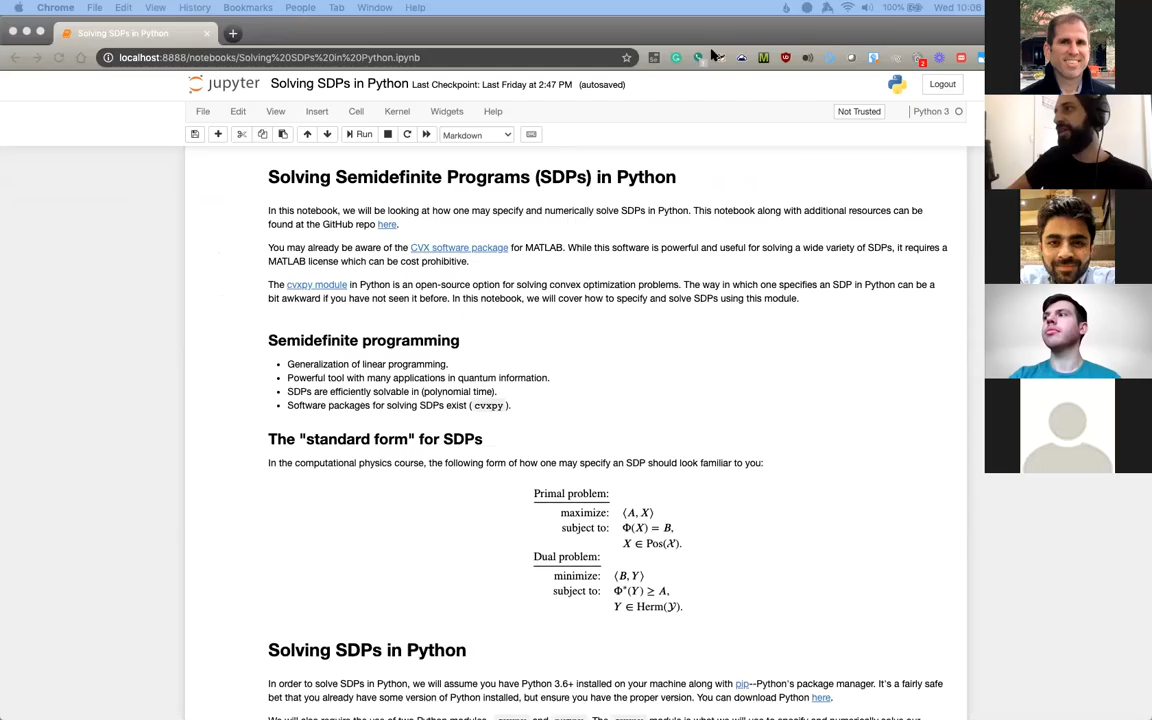 Chrome File Edit View History Bookmarks People Tab Window Help 100% Wed 10:06
Solving SDPs in Python
localhost:8888/notebooks/Solving%20SDPs%20in%20Python.ipynb
jupyter Solving SDPs in Python Last Checkpoint: Last Friday at 2:47 PM (autosaved) Logout
File Edit View Insert Cell Kernel Widgets Help Not Trusted Python 3
Run Markdown
Solving Semidefinite Programs (SDPs) in Python
In this notebook, we will be looking at how one may specify and numerically solve SDPs in Python. This notebook along with additional resources can be
found at the GitHub repo here.
You may already be aware of the CVX software package for MATLAB. While this software is powerful and useful for solving a wide variety of SDPs, it requires a
MATLAB license which can be cost prohibitive.
The cvxpy module in Python is an open-source option for solving convex optimization problems. The way in which one specifies an SDP in Python can be a
bit awkward if you have not seen it before. In this notebook, we will cover how to specify and solve SDPs using this module.
Semidefinite programming
• Generalization of linear programming.
• Powerful tool with many applications in quantum information.
• SDPs are efficiently solvable in (polynomial time).
• Software packages for solving SDPs exist ( cvxpy ).
The "standard form" for SDPs
In the computational physics course, the following form of how one may specify an SDP should look familiar to you:
Primal problem:
maximize: ⟨A, X⟩
subject to: Φ(X) = B,
X ∈ Pos(𝒳).
Dual problem:
minimize: ⟨B, Y⟩
subject to: Φ*(Y) ≥ A,
Y ∈ Herm(𝒴).
Solving SDPs in Python
In order to solve SDPs in Python, we will assume you have Python 3.6+ installed on your machine along with pip--Python's package manager. It's a fairly safe
bet that you already have some version of Python installed, but ensure you have the proper version. You can download Python here.